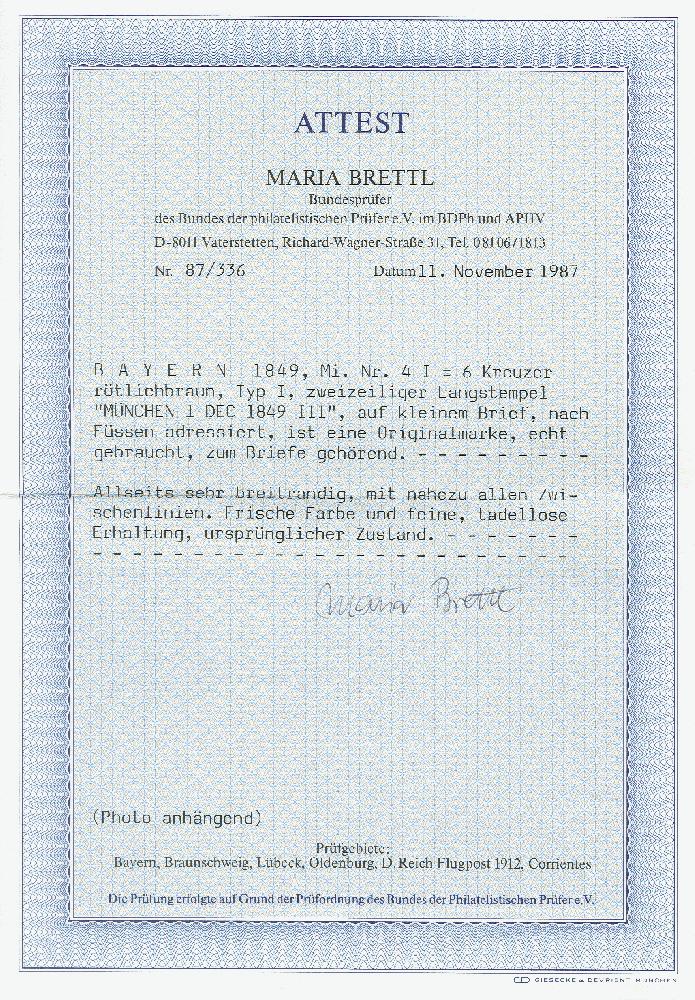 ATTEST
MARIA BRETTL
Bundesprüfer
des Bundes der philatelistischen Prüfer e.V. im BDPh und APHV
D-8011 Vaterstetten, Richard-Wagner-Straße 31, Tel. 08106/1813
Nr. 87/336 Datum 11. November 1987
B A Y E R N 1849, Mi. Nr. 4 I = 6 Kreuzer
rötlichbraun, Typ I, zweizeiliger Langstempel
"MÜNCHEN 1 DEC 1849 III", auf kleinem Brief, nach
Füssen adressiert, ist eine Originalmarke, echt
gebraucht, zum Briefe gehörend. - - - - - - - - -
Allseits sehr breitrandig, mit nahezu allen Zwi-
schenlinien. Frische Farbe und feine, tadellose
Erhaltung, ursprünglicher Zustand. - - - - - - -
- - - - - - - - - - - - - - - - - - - - - - - -
Maria Brettl
(Photo anhängend)
Prüfgebiete:
Bayern, Braunschweig, Lübeck, Oldenburg, D. Reich Flugpost 1912, Corrientes
Die Prüfung erfolgte auf Grund der Prüfordnung des Bundes der Philatelistischen Prüfer e.V.
GIESECKE & DEVRIENT MÜNCHEN